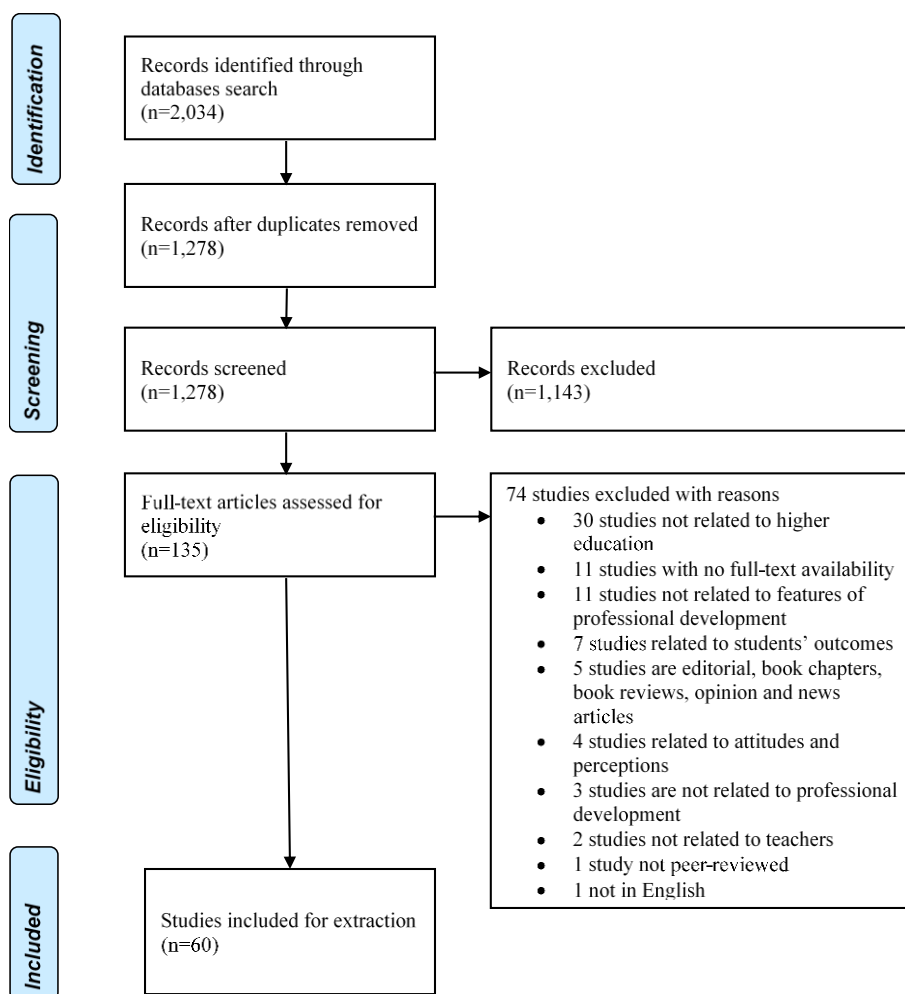 Identification
Records identified through
databases search
(n=2,034)
Records after duplicates removed
(n=1,278)
Screening
Records screened
(n=1,278)
Records excluded
(n=1,143)
Eligibility
Full-text articles assessed for
eligibility
(n=135)
74 studies excluded with reasons
• 30 studies not related to higher
education
• 11 studies with no full-text availability
• 11 studies not related to features of
professional development
• 7 studies related to students’ outcomes
• 5 studies are editorial, book chapters,
book reviews, opinion and news
articles
• 4 studies related to attitudes and
perceptions
• 3 studies are not related to professional
development
• 2 studies not related to teachers
• 1 study not peer-reviewed
• 1 not in English
Included
Studies included for extraction
(n=60)